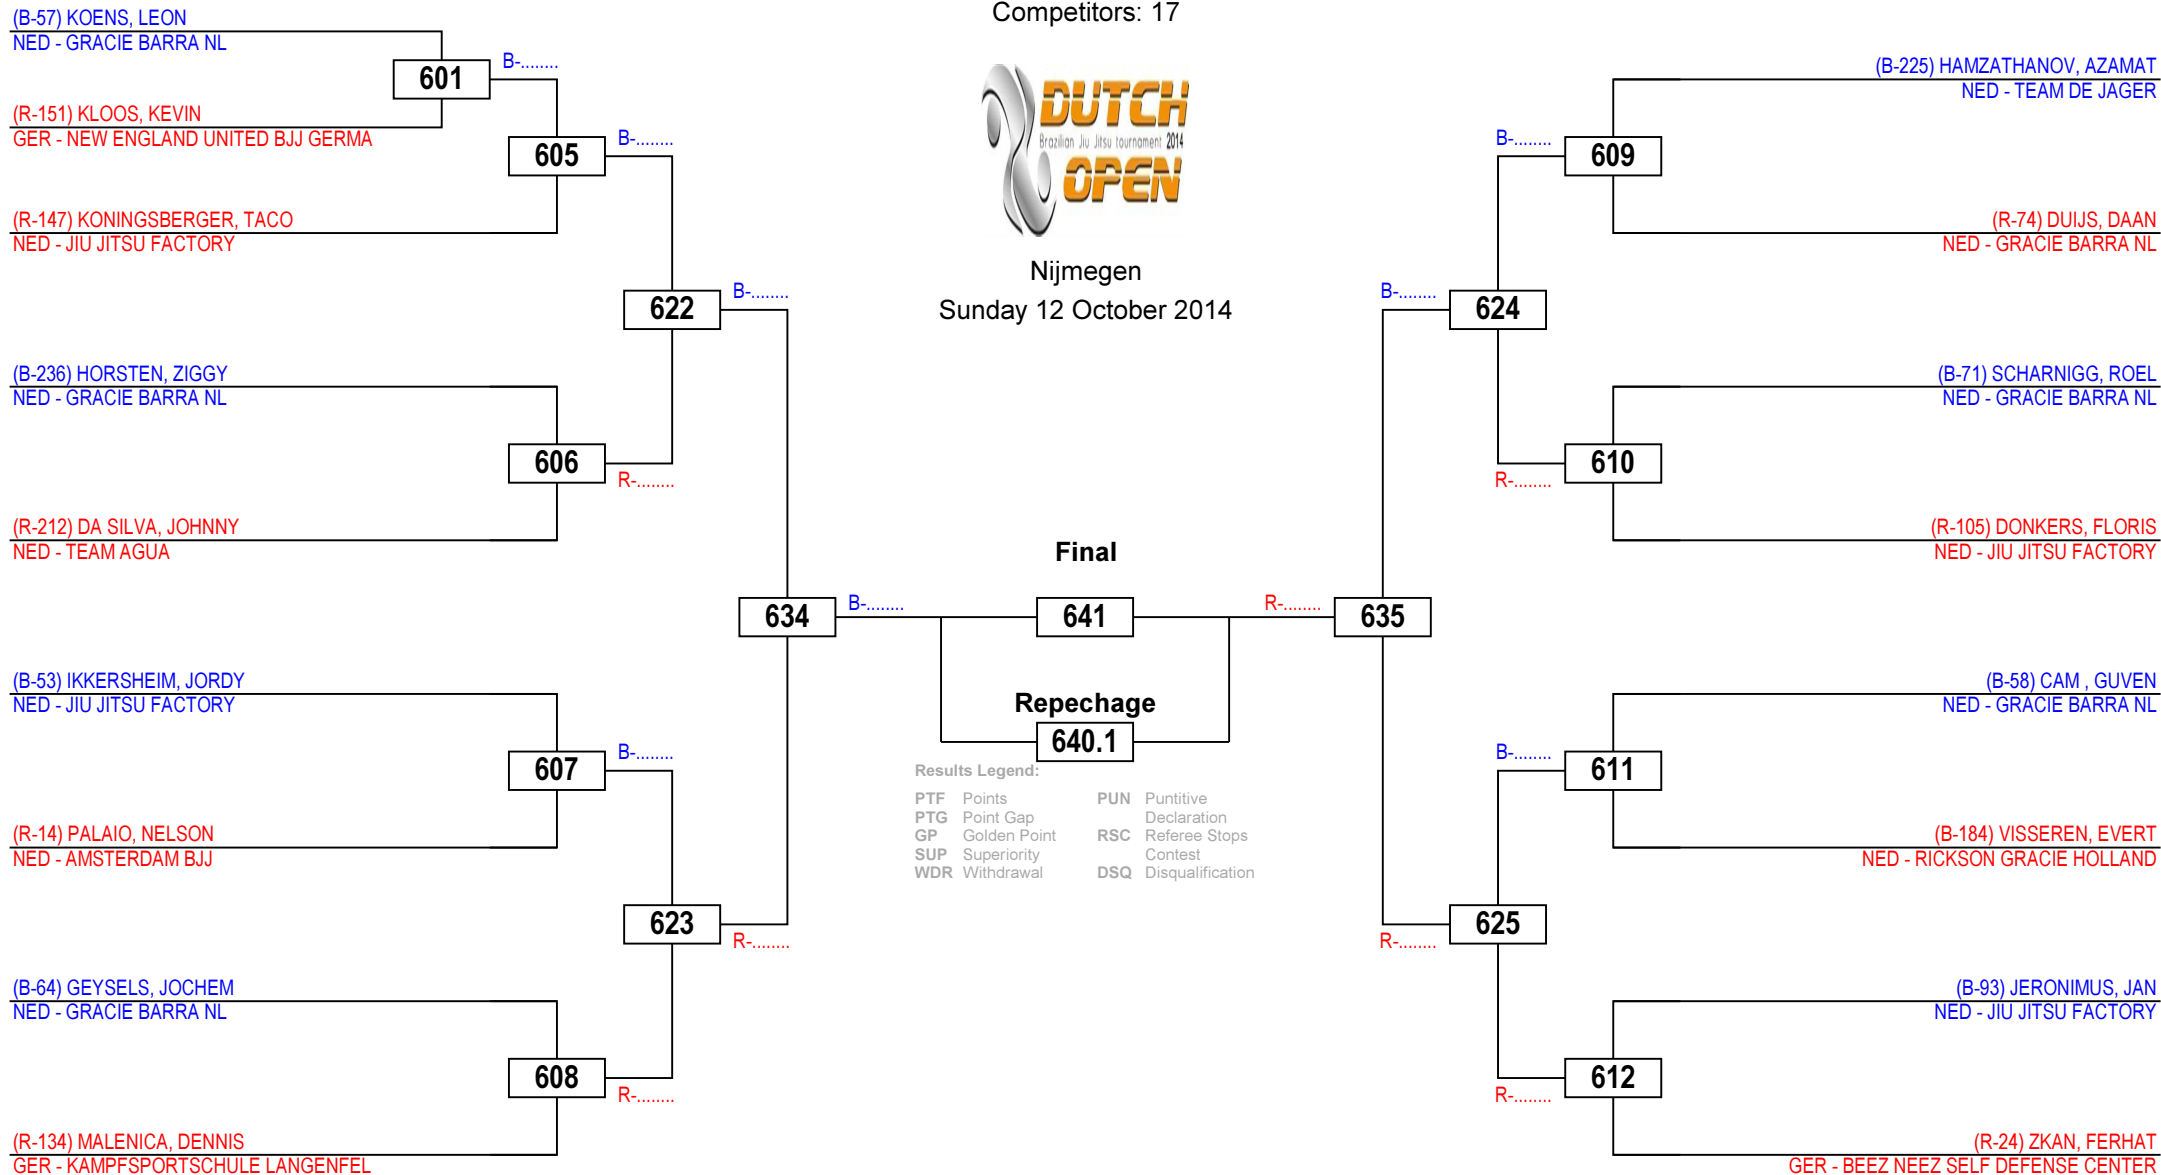 Competitors: 17
DUTCH
Brazilian Jiu Jitsu tournament 2014
OPEN
Nijmegen
Sunday 12 October 2014
(B-57) KOENS, LEON
NED - GRACIE BARRA NL
601
B-........
(R-151) KLOOS, KEVIN
GER - NEW ENGLAND UNITED BJJ GERMA
605
B-........
(R-147) KONINGSBERGER, TACO
NED - JIU JITSU FACTORY
622
B-........
(B-236) HORSTEN, ZIGGY
NED - GRACIE BARRA NL
606
R-........
(R-212) DA SILVA, JOHNNY
NED - TEAM AGUA
634
B-........
(B-53) IKKERSHEIM, JORDY
NED - JIU JITSU FACTORY
607
B-........
(R-14) PALAIO, NELSON
NED - AMSTERDAM BJJ
623
R-........
(B-64) GEYSELS, JOCHEM
NED - GRACIE BARRA NL
608
R-........
(R-134) MALENICA, DENNIS
GER - KAMPFSPORTSCHULE LANGENFEL
Final
641
Repechage
640.1
Results Legend:
PTF Points
PTG Point Gap
GP Golden Point
SUP Superiority
WDR Withdrawal
PUN Puntitive
Declaration
RSC Referee Stops
Contest
DSQ Disqualification
(B-225) HAMZATHANOV, AZAMAT
NED - TEAM DE JAGER
B-........
609
(R-74) DUIJS, DAAN
NED - GRACIE BARRA NL
B-........
624
(B-71) SCHARNIGG, ROEL
NED - GRACIE BARRA NL
R-........
610
(R-105) DONKERS, FLORIS
NED - JIU JITSU FACTORY
R-........
635
(B-58) CAM , GUVEN
NED - GRACIE BARRA NL
B-........
611
(B-184) VISSEREN, EVERT
NED - RICKSON GRACIE HOLLAND
R-........
625
(B-93) JERONIMUS, JAN
NED - JIU JITSU FACTORY
R-........
612
(R-24) ZKAN, FERHAT
GER - BEEZ NEEZ SELF DEFENSE CENTER